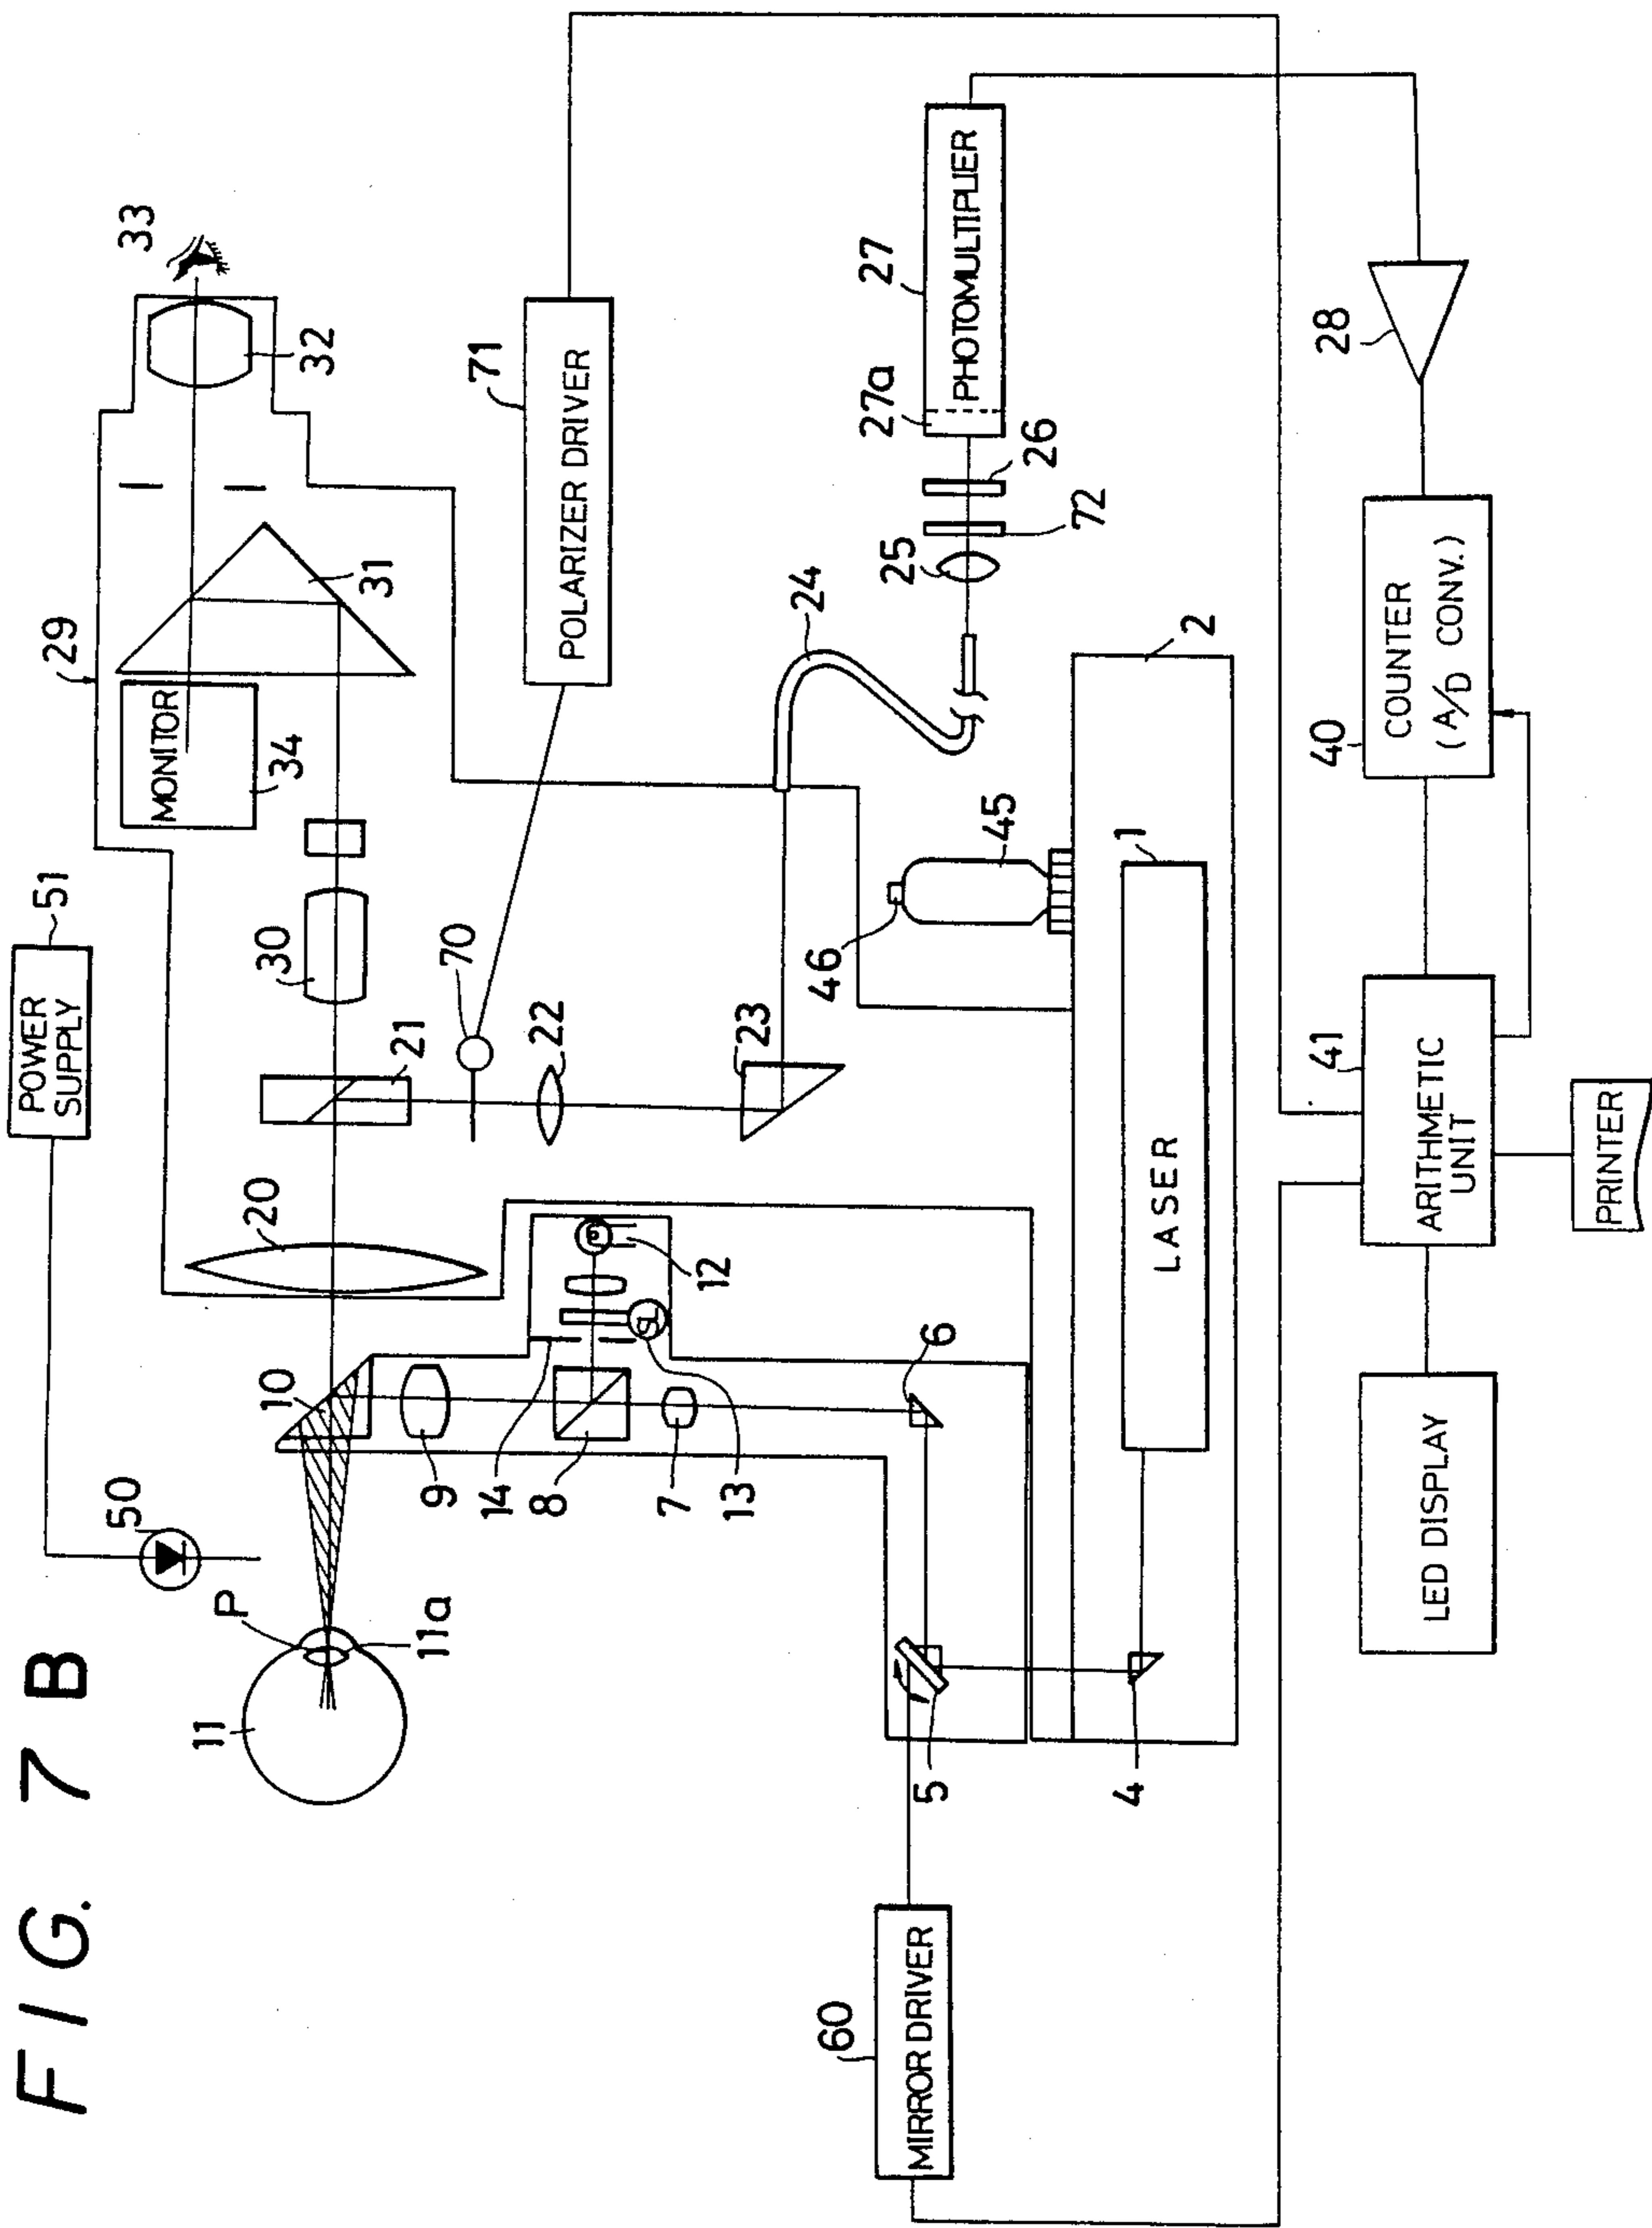 FIG. 7B
POWER
SUPPLY
51
50
P
11
11a
10
20
21
30
29
MONITOR
34
31
32
33
9
14
8
7
13
12
6
22
70
23
71
POLARIZER DRIVER
24
25
72
26
27a
27
PHOTOMULTIPLIER
5
4
60
MIRROR DRIVER
46
45
1
LASER
2
28
40
COUNTER
(A/D CONV.)
41
ARITHMETIC
UNIT
LED DISPLAY
PRINTER